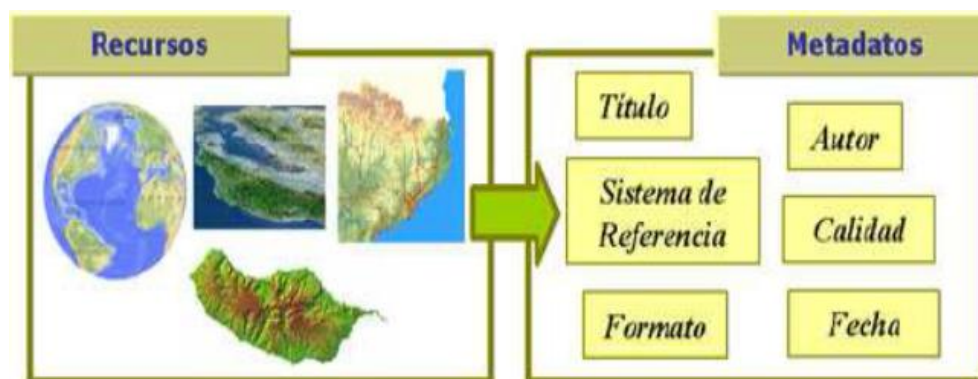 Recursos
Metadatos
Título
Autor
Sistema de
Referencia
Calidad
Formato
Fecha